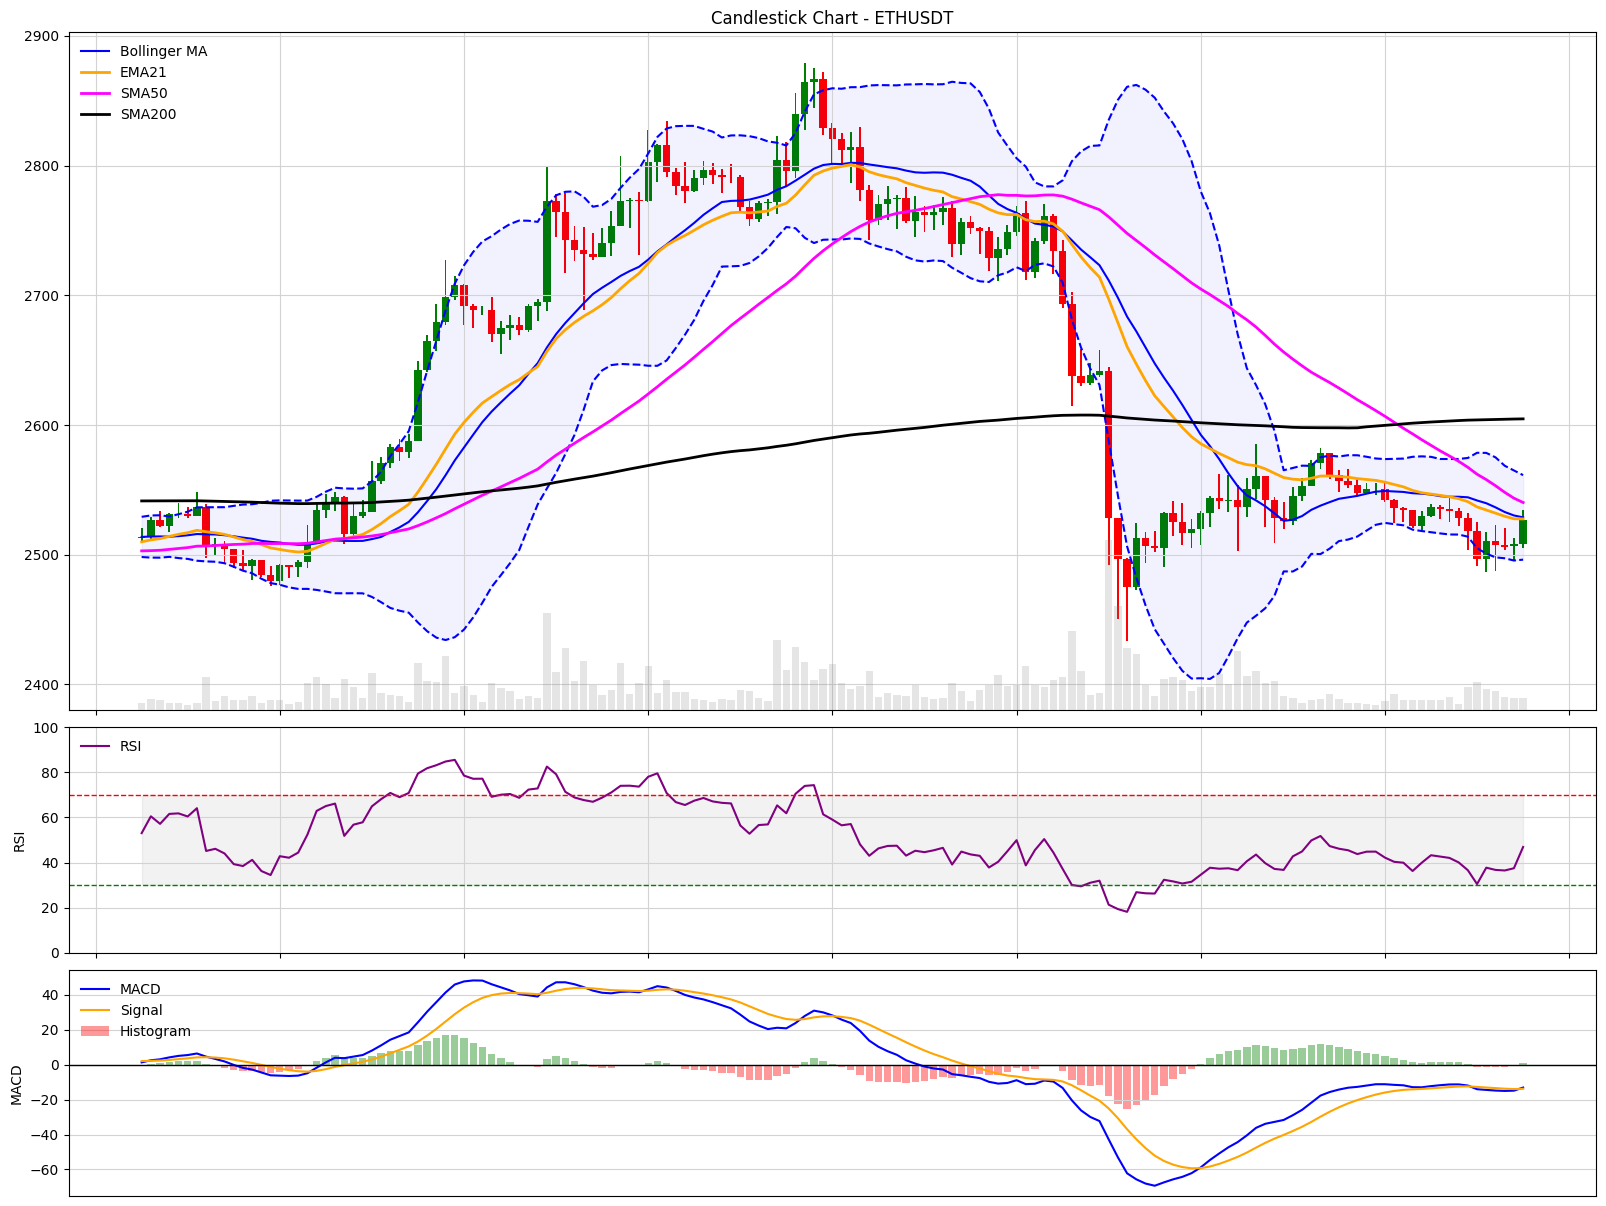 Candlestick Chart - ETHUSDT
2900
2800
2700
2600
2500
2400
Bollinger MA
EMA21
SMA50
SMA200
100
80
60
40
20
0
RSI
RSI
40
20
0
−20
−40
−60
MACD
MACD
Signal
Histogram